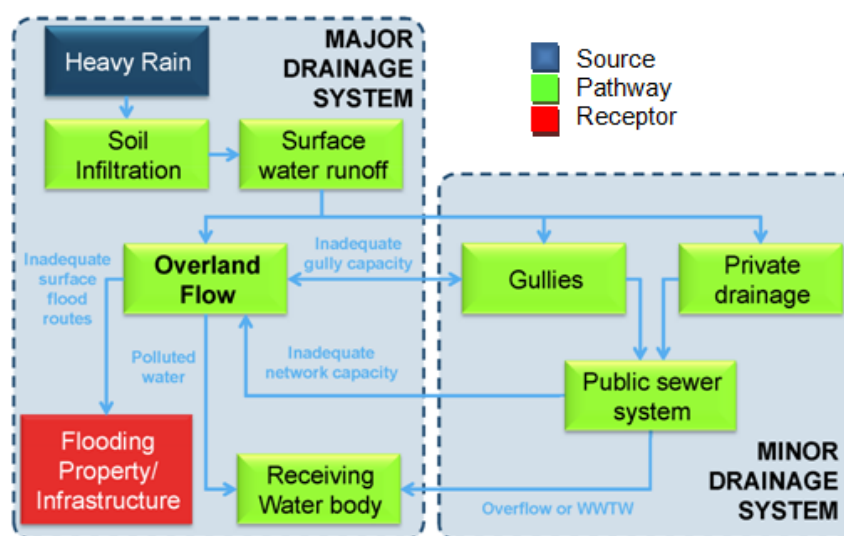 MAJOR
DRAINAGE
SYSTEM
Heavy Rain
Source
Pathway
Receptor
Soil
Infiltration
Surface
water runoff
Inadequate
surface
flood
routes
Overland
Flow
Inadequate
gully capacity
Gullies
Private
drainage
Polluted
water
Inadequate
network capacity
Public sewer
system
Flooding
Property/
Infrastructure
Receiving
Water body
Overflow or WWTW
MINOR
DRAINAGE
SYSTEM